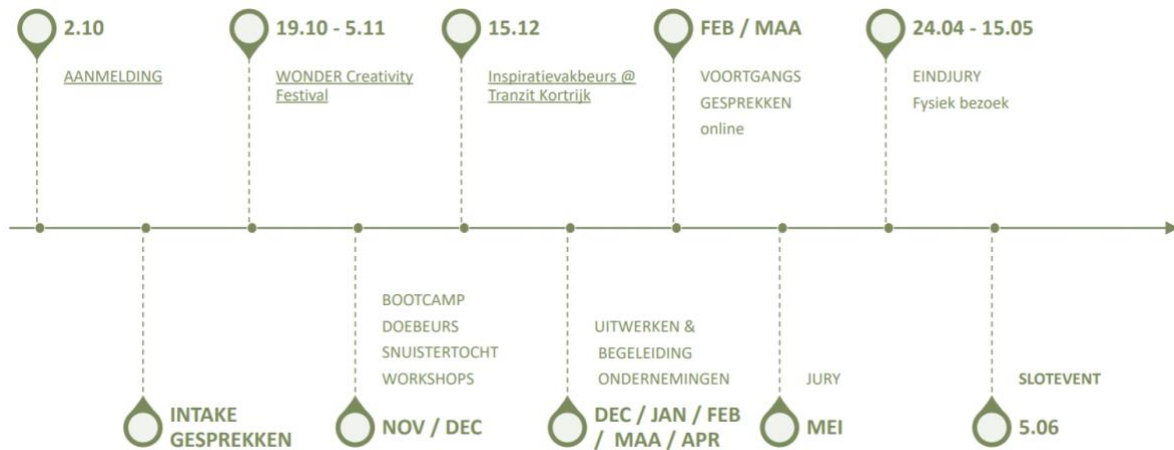 2.10
AANMELDING
19.10 - 5.11
WONDER Creativity
Festival
15.12
Inspiratievakbeurs @
Tranzit Kortrijk
FEB / MAA
VOORTGANGS
GESPREKKEN
online
24.04 - 15.05
EINDJURY
Fysiek bezoek
INTAKE
GESPREKKEN
BOOTCAMP
DOEBEURS
SNUISTERTOCHT
WORKSHOPS
NOV / DEC
UITWERKEN &
BEGELEIDING
ONDERNEMINGEN
DEC / JAN / FEB
/ MAA / APR
JURY
MEI
SLOTEVENT
5.06